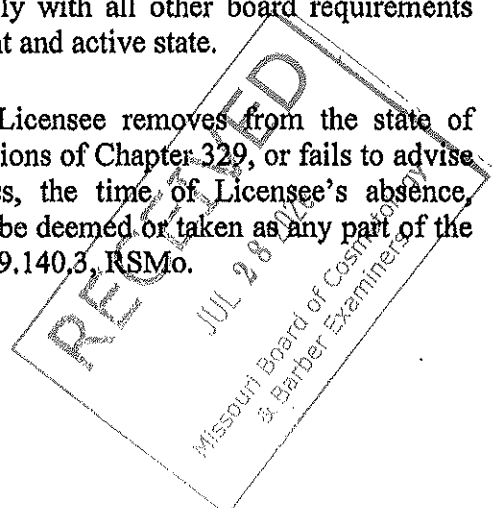 ly with all other board requirements
nt and active state.
Licensee removes from the state of
ions of Chapter 329, or fails to advise
s, the time of Licensee's absence,
be deemed or taken as any part of the
9.140.3, RSMo.
RECEIVED
JUL 28
Missouri Board of Cosmetology
& Barber Examiners